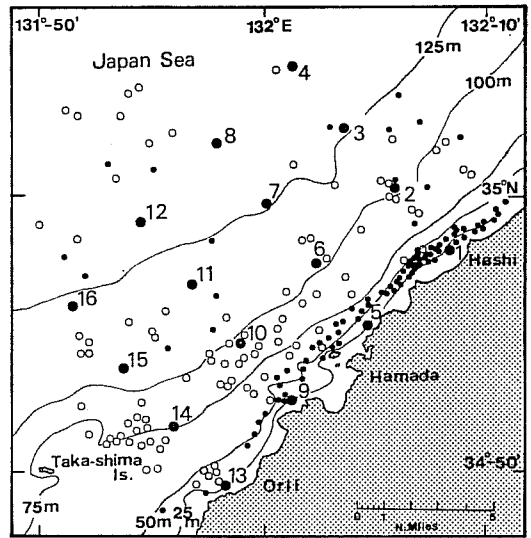 131°-50' 132°E 132°-10'
Japan Sea
125m
100m
4
3
8
35°N
2
7
12
6
1
Hashi
11
16
5
10
15
Hamada
9
14
Taka-shima
Is.
34°-50'
13
Orii
75m
50m 25m
0 1 5
N.Miles